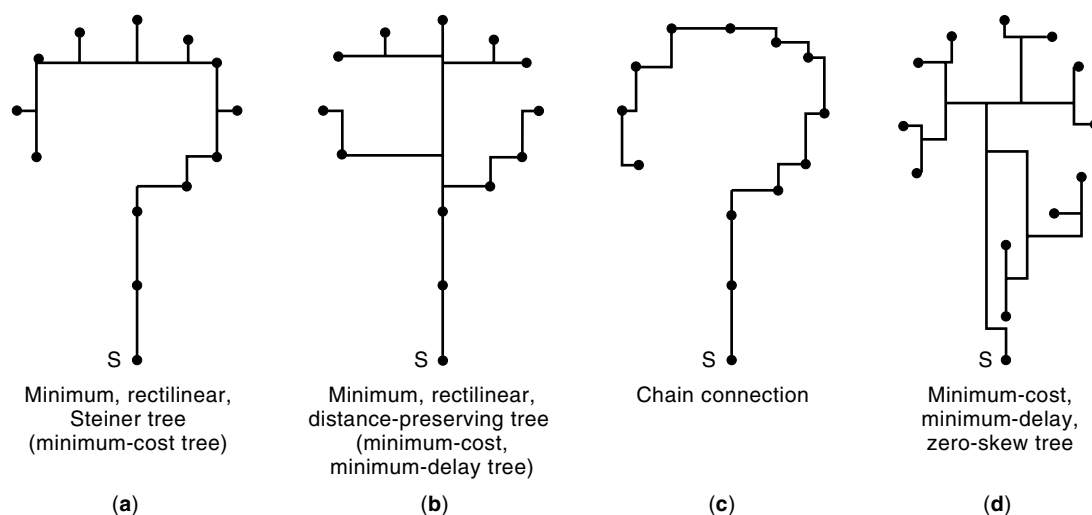 S
Minimum, rectilinear,
Steiner tree
(minimum-cost tree)
(a)
S
Minimum, rectilinear,
distance-preserving tree
(minimum-cost,
minimum-delay tree)
(b)
S
Chain connection
(c)
S
Minimum-cost,
minimum-delay,
zero-skew tree
(d)